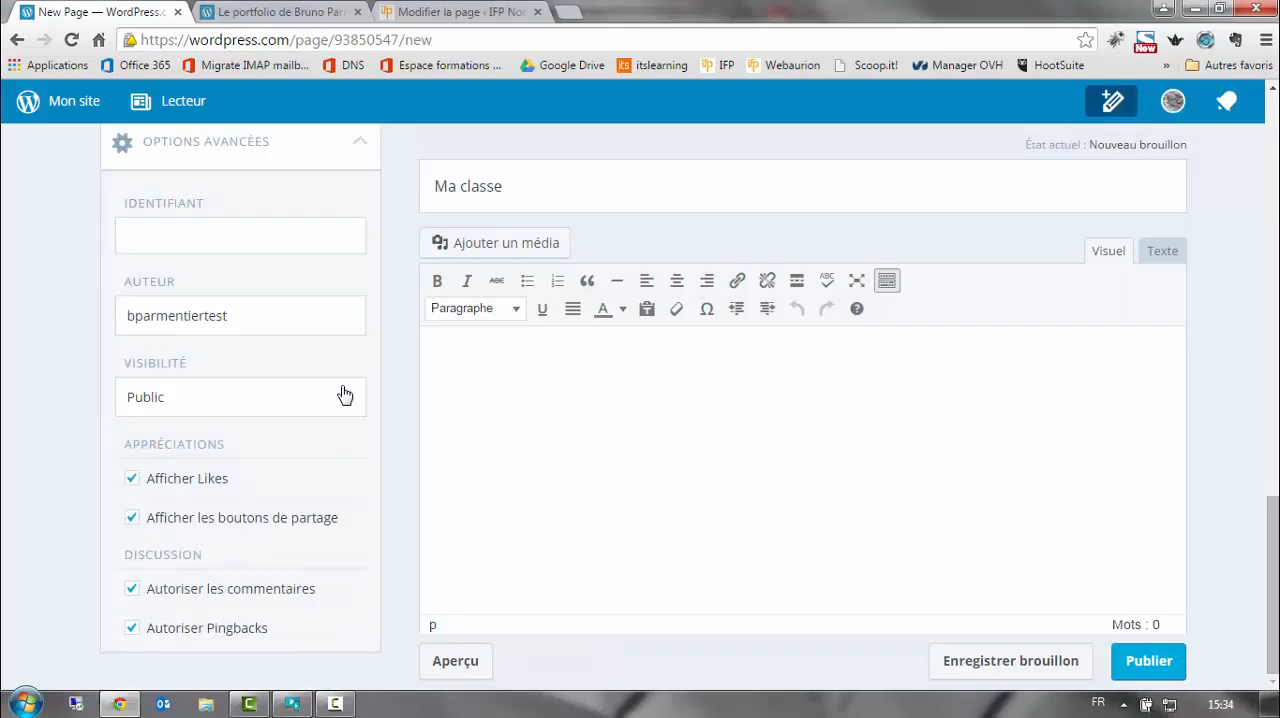 New Page — WordPress.c
Le portfolio de Bruno Par
Modifier la page ‹ IFP Nor
https://wordpress.com/page/93850547/new
New
Applications
Office 365
Migrate IMAP mailb...
DNS
Espace formations ...
Google Drive
itslearning
IFP
Webaurion
Scoop.it!
Manager OVH
HootSuite
»
Autres favoris
Mon site
Lecteur
OPTIONS AVANCÉES
État actuel : Nouveau brouillon
IDENTIFIANT
Ma classe
Ajouter un média
Visuel
Texte
AUTEUR
B I ABC ABC
bparmentiertest
Paragraphe
U A Ω ?
VISIBILITÉ
Public
APPRÉCIATIONS
Afficher Likes
Afficher les boutons de partage
DISCUSSION
Autoriser les commentaires
Autoriser Pingbacks
p
Mots : 0
Aperçu
Enregistrer brouillon
Publier
FR
15:34